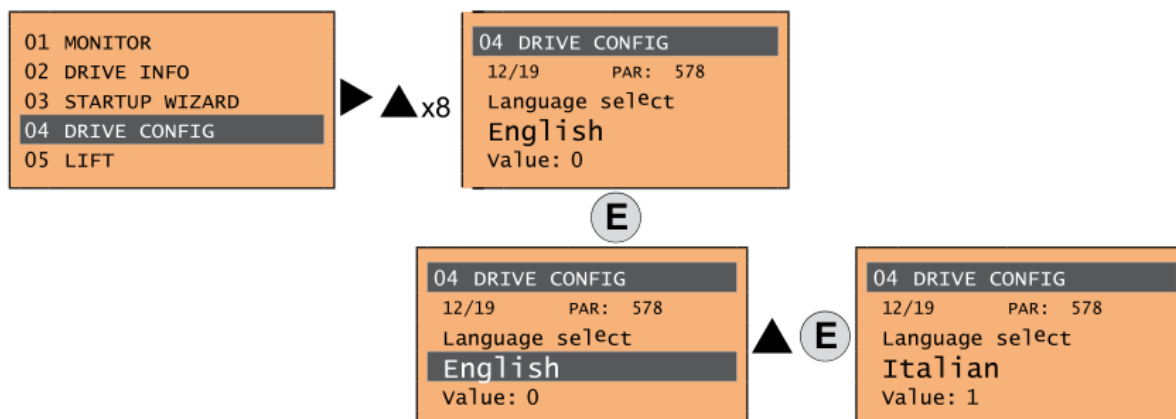 01 MONITOR
02 DRIVE INFO
03 STARTUP WIZARD
04 DRIVE CONFIG
05 LIFT
x8
04 DRIVE CONFIG
12/19 PAR: 578
Language select
English
Value: 0
E
04 DRIVE CONFIG
12/19 PAR: 578
Language select
English
Value: 0
E
04 DRIVE CONFIG
12/19 PAR: 578
Language select
Italian
Value: 1